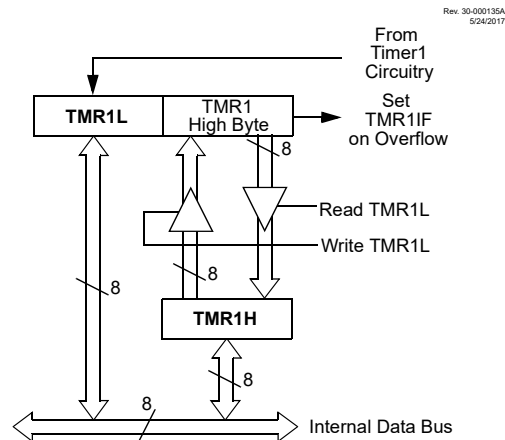 Rev. 30-000135A
5/24/2017
From
Timer1
Circuitry
TMR1L
TMR1
High Byte
Set
TMR1IF
on Overflow
8
Read TMR1L
Write TMR1L
8
8
TMR1H
8
8
Internal Data Bus